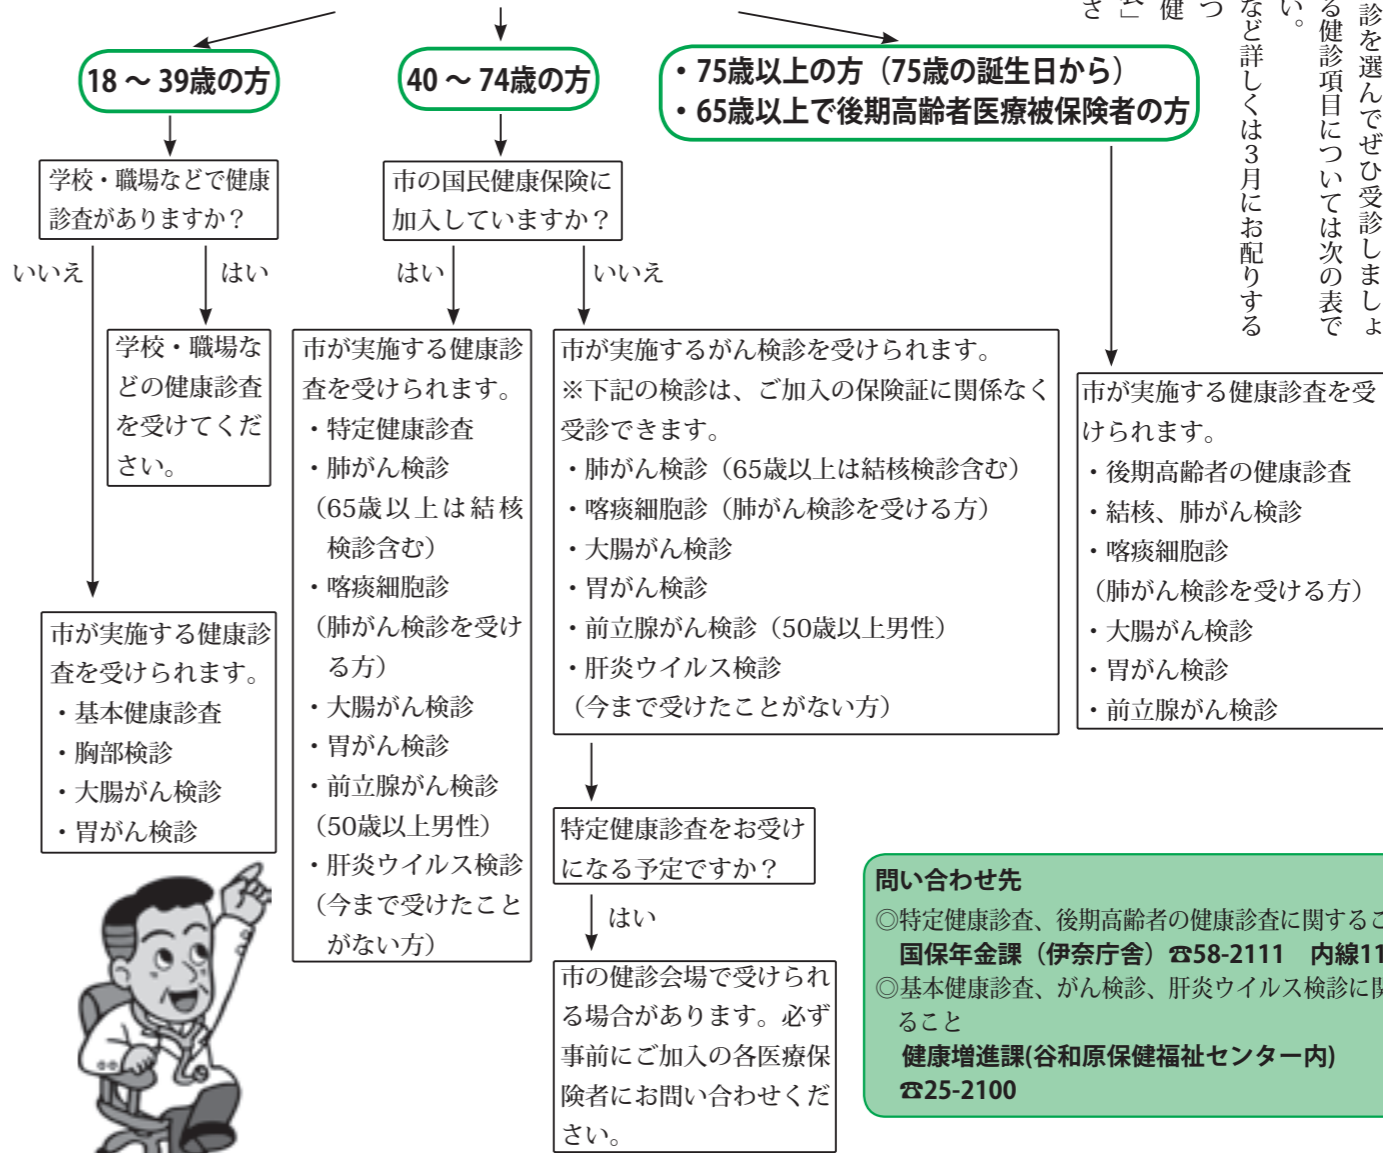 診を選んでぜひ受診しましょ
る健診項目については次の表で
い。
など詳しくは３月にお配りする
つ
健
」
さ
18 ～ 39歳の方
40 ～ 74歳の方
・75歳以上の方（75歳の誕生日から）
・65歳以上で後期高齢者医療被保険者の方
学校・職場などで健康
診査がありますか？
いいえ
はい
学校・職場な
どの健康診査
を受けてくだ
さい。
市が実施する健康診
査を受けられます。
・基本健康診査
・胸部検診
・大腸がん検診
・胃がん検診
市の国民健康保険に
加入していますか？
はい
いいえ
市が実施する健康診
査を受けられます。
・特定健康診査
・肺がん検診
（65歳以上は結核
検診含む）
・喀痰細胞診
（肺がん検診を受け
る方）
・大腸がん検診
・胃がん検診
・前立腺がん検診
（50歳以上男性）
・肝炎ウイルス検診
（今まで受けたこと
がない方）
市が実施するがん検診を受けられます。
※下記の検診は、ご加入の保険証に関係なく
受診できます。
・肺がん検診（65歳以上は結核検診含む）
・喀痰細胞診（肺がん検診を受ける方）
・大腸がん検診
・胃がん検診
・前立腺がん検診（50歳以上男性）
・肝炎ウイルス検診
（今まで受けたことがない方）
特定健康診査をお受け
になる予定ですか？
はい
市の健診会場で受けられ
る場合があります。必ず
事前にご加入の各医療保
険者にお問い合わせくだ
さい。
市が実施する健康診査を受
けられます。
・後期高齢者の健康診査
・結核、肺がん検診
・喀痰細胞診
（肺がん検診を受ける方）
・大腸がん検診
・胃がん検診
・前立腺がん検診
問い合わせ先
◎特定健康診査、後期高齢者の健康診査に関するこ
国保年金課（伊奈庁舎）☎58-2111　内線11
◎基本健康診査、がん検診、肝炎ウイルス検診に関
ること
健康増進課(谷和原保健福祉センター内)
☎25-2100